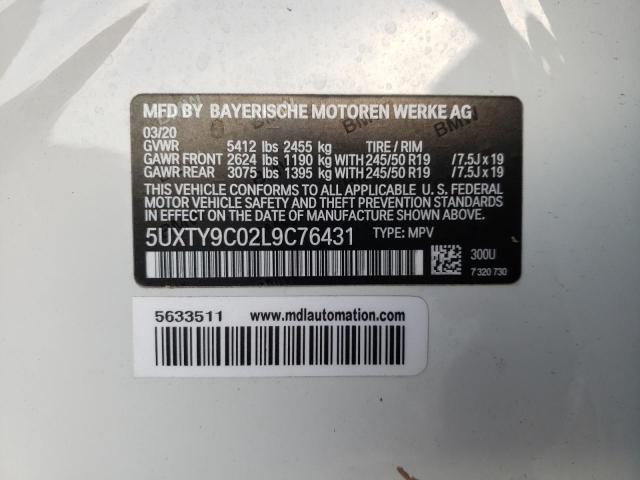 MFD BY BAYERISCHE MOTOREN WERKE AG
03/20
GVWR 5412 lbs 2455 kg TIRE / RIM
GAWR FRONT 2624 lbs 1190 kg WITH 245/50 R19 /7,5J x 19
GAWR REAR 3075 lbs 1395 kg WITH 245/50 R19 /7,5J x 19
THIS VEHICLE CONFORMS TO ALL APPLICABLE U. S. FEDERAL
MOTOR VEHICLE SAFETY AND THEFT PREVENTION STANDARDS
IN EFFECT ON THE DATE OF MANUFACTURE SHOWN ABOVE.
5UXTY9C02L9C76431 TYPE: MPV
300U
7 320 730
5633511 www.mdlautomation.com